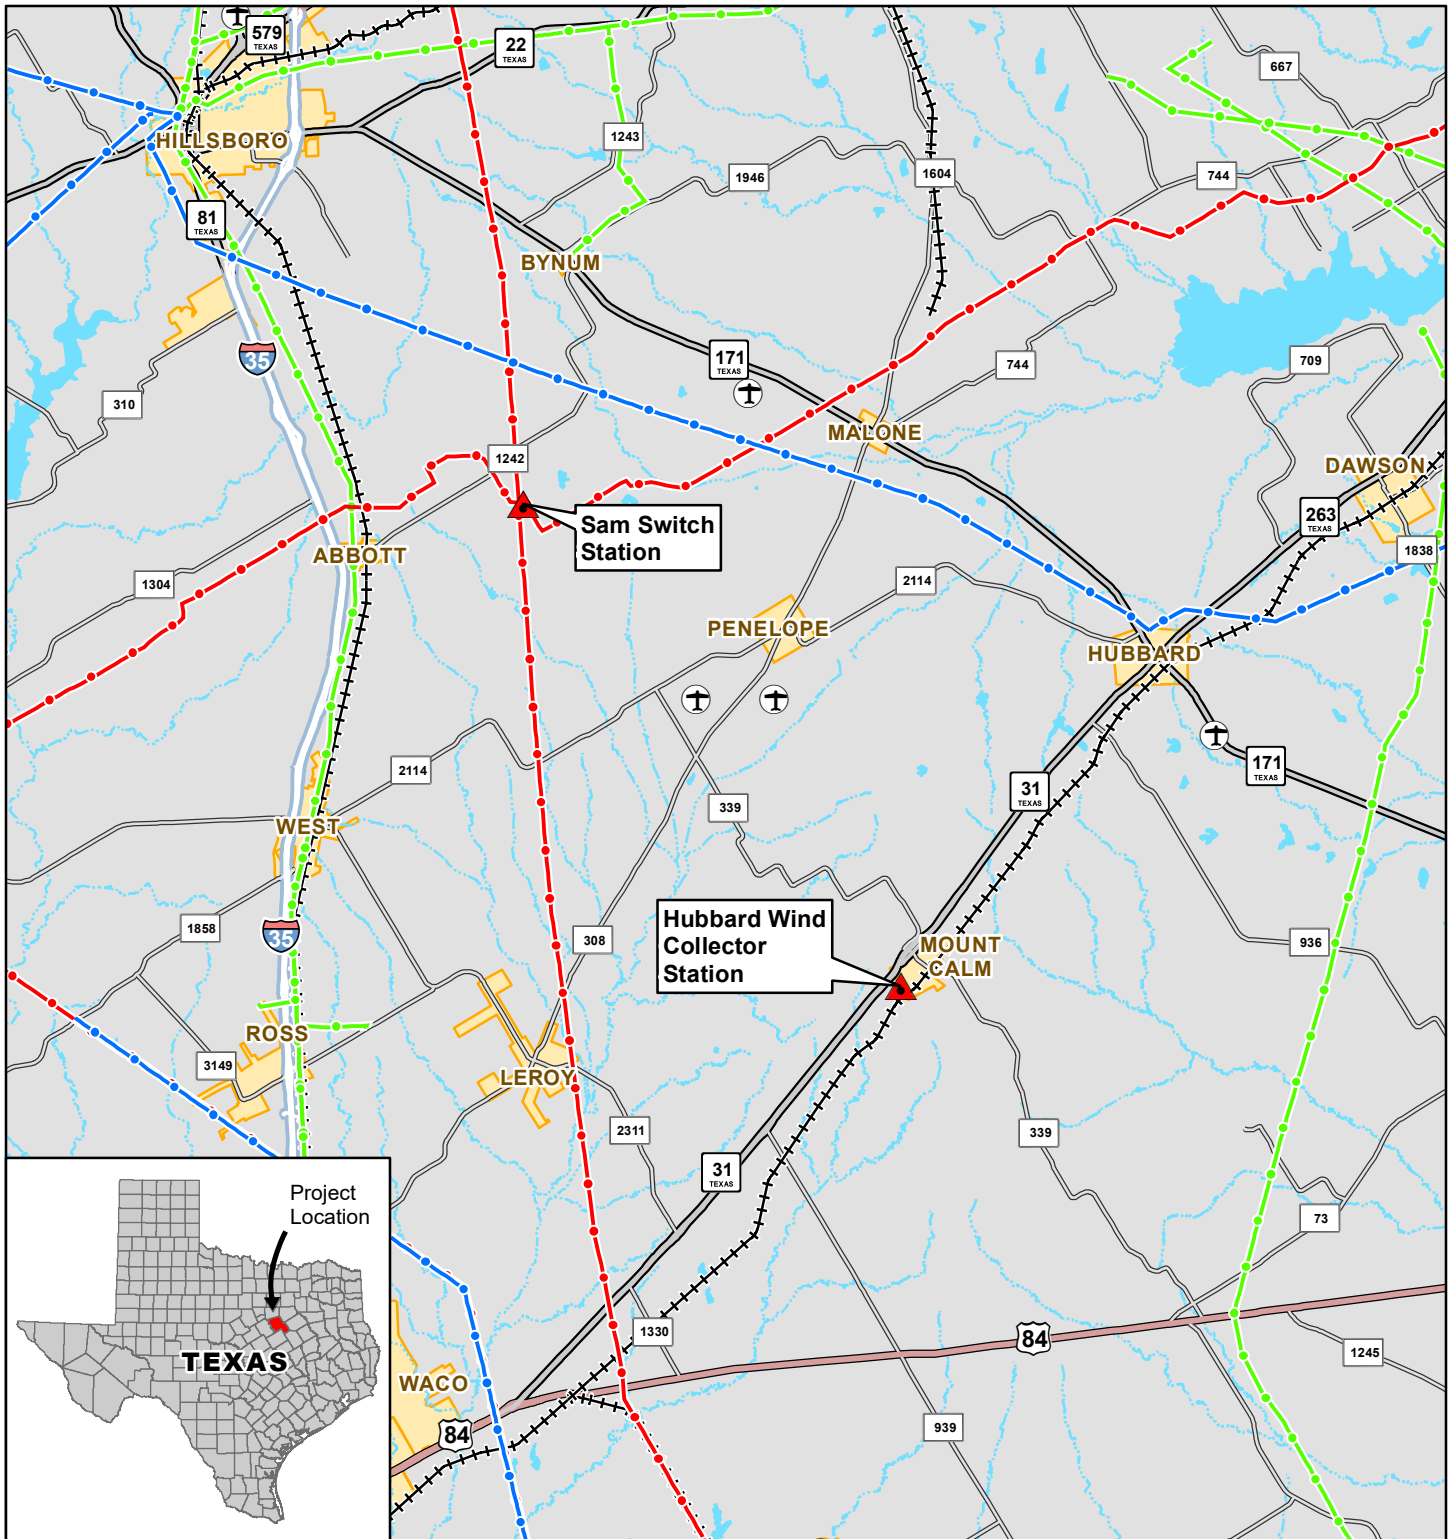 579
TEXAS
22
TEXAS
667
1243
HILLSBORO
1946
1604
744
81
TEXAS
BYNUM
35
171
TEXAS
744
709
310
MALONE
1242
DAWSON
263
TEXAS
Sam Switch
Station
ABBOTT
1838
1304
2114
PENELOPE
HUBBARD
171
TEXAS
2114
31
TEXAS
339
WEST
Hubbard Wind
Collector
Station
1858
35
308
MOUNT
CALM
936
ROSS
3149
LEROY
2311
339
31
TEXAS
Project
Location
73
1330
84
1245
TEXAS
WACO
84
939